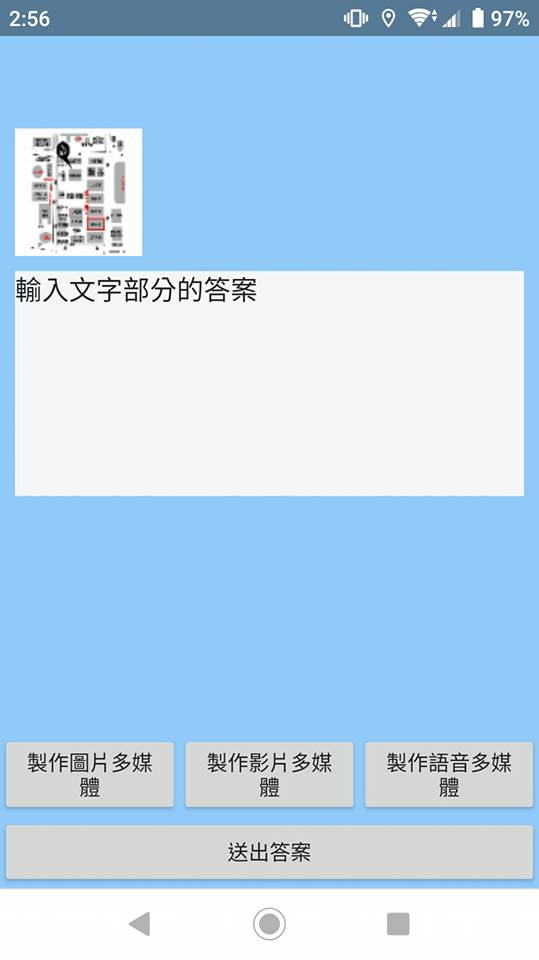 2:56
97%
輸入文字部分的答案
製作圖片多媒
體
製作影片多媒
體
製作語音多媒
體
送出答案